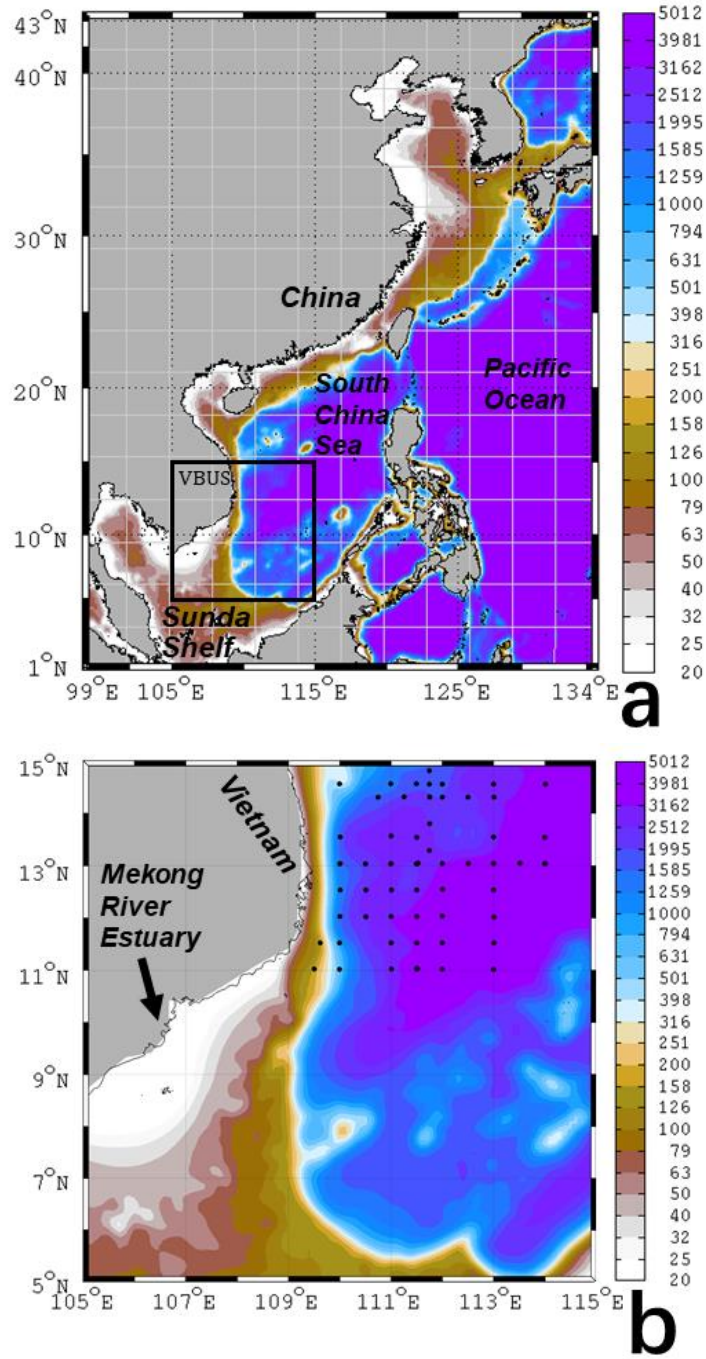 43°N
40°N
30°N
20°N
10°N
1°N
99°E 105°E 115°E 125°E 134°E
China
South
China
Sea
Pacific
Ocean
VBUS
Sunda
Shelf
5012
3981
3162
2512
1995
1585
1259
1000
794
631
501
398
316
251
200
158
126
100
79
63
50
40
32
25
20
a
15°N
13°N
11°N
9°N
7°N
5°N
105°E 107°E 109°E 111°E 113°E 115°E
Vietnam
Mekong
River
Estuary
5012
3981
3162
2512
1995
1585
1259
1000
794
631
501
398
316
251
200
158
126
100
79
63
50
40
32
25
20
b